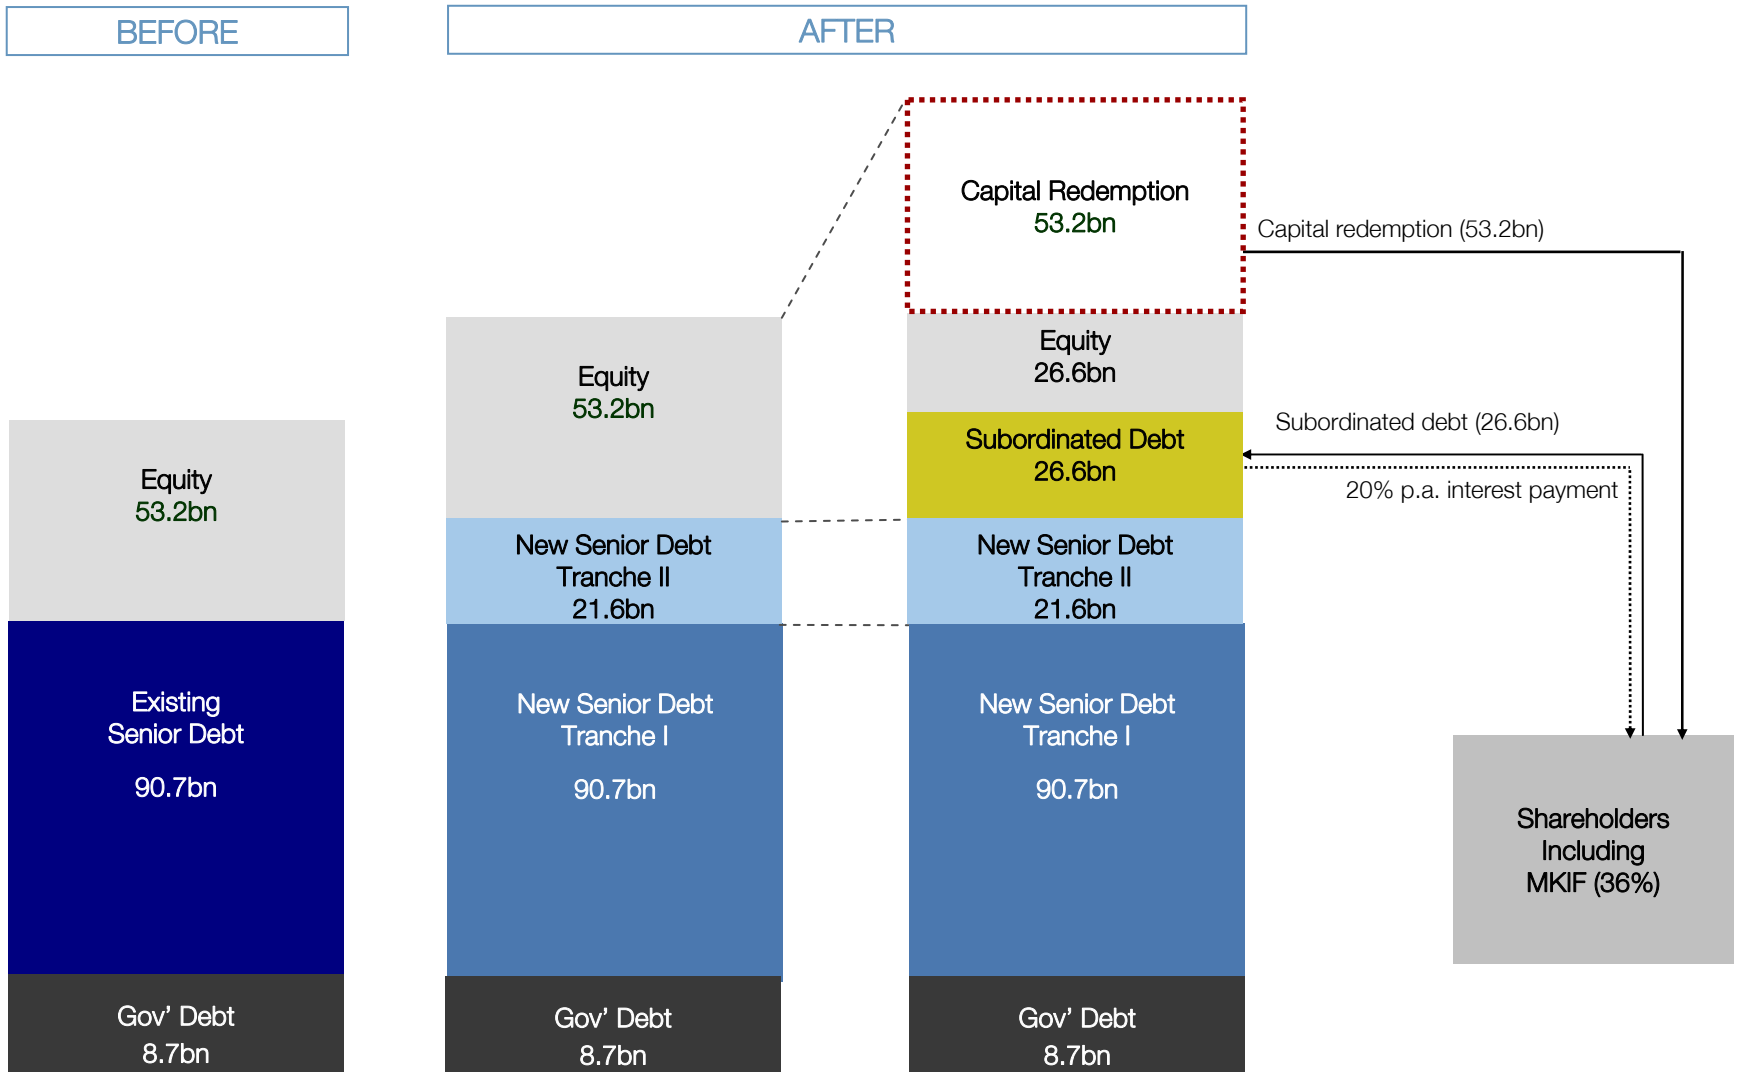 BEFORE
AFTER
Equity
53.2bn
Existing
Senior Debt
90.7bn
Gov’ Debt
8.7bn
Equity
53.2bn
New Senior Debt
Tranche II
21.6bn
New Senior Debt
Tranche I
90.7bn
Gov’ Debt
8.7bn
Capital Redemption
53.2bn
Equity
26.6bn
Subordinated Debt
26.6bn
New Senior Debt
Tranche II
21.6bn
New Senior Debt
Tranche I
90.7bn
Gov’ Debt
8.7bn
Capital redemption (53.2bn)
Subordinated debt (26.6bn)
20% p.a. interest payment
Shareholders
Including
MKIF (36%)